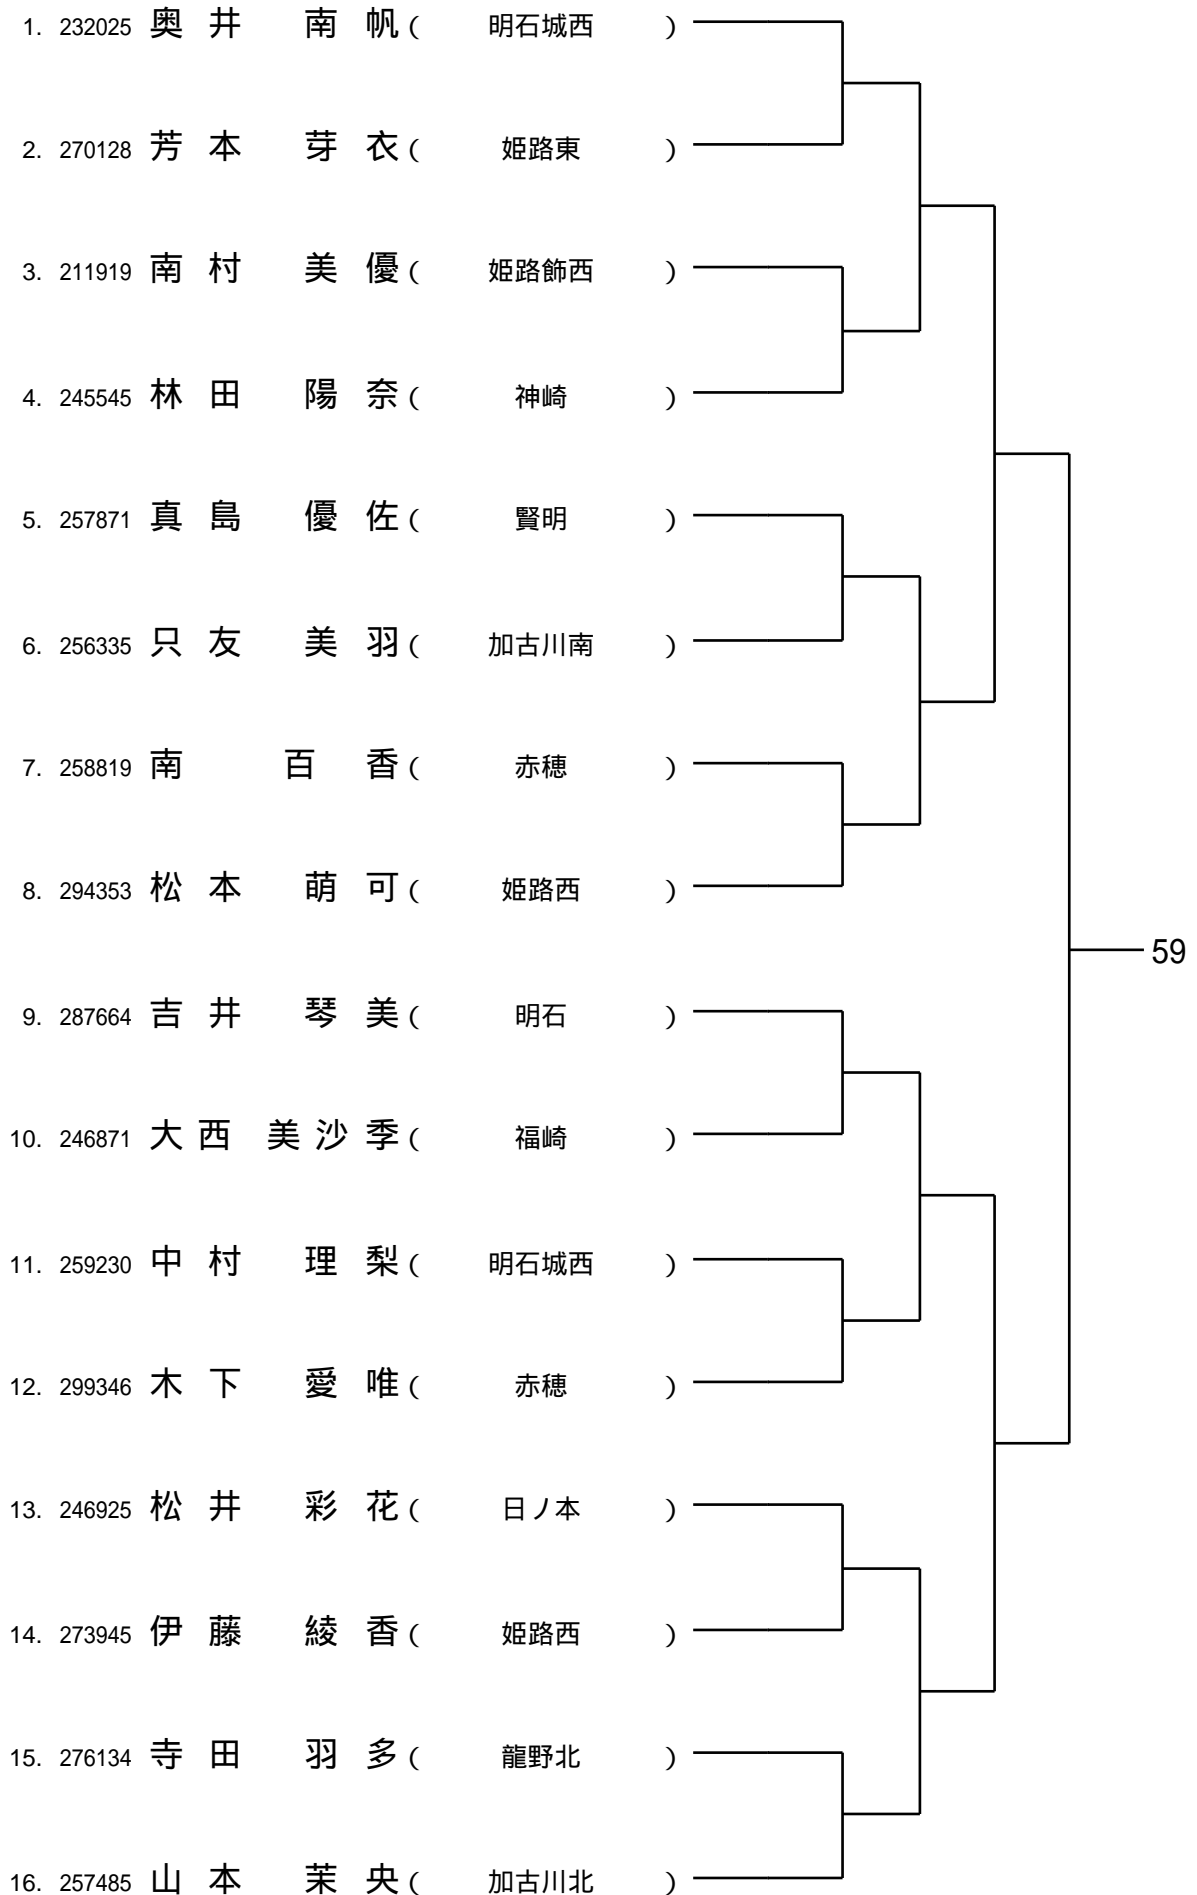 1. 232025 奥井 南帆 ( 明石城西 )
2. 270128 芳本 芽衣 ( 姫路東 )
3. 211919 南村 美優 ( 姫路飾西 )
4. 245545 林田 陽奈 ( 神崎 )
5. 257871 真島 優佐 ( 賢明 )
6. 256335 只友 美羽 ( 加古川南 )
7. 258819 南 百香 ( 赤穂 )
8. 294353 松本 萌可 ( 姫路西 )
59
9. 287664 吉井 琴美 ( 明石 )
10. 246871 大西 美沙季 ( 福崎 )
11. 259230 中村 理梨 ( 明石城西 )
12. 299346 木下 愛唯 ( 赤穂 )
13. 246925 松井 彩花 ( 日ノ本 )
14. 273945 伊藤 綾香 ( 姫路西 )
15. 276134 寺田 羽多 ( 龍野北 )
16. 257485 山本 茉央 ( 加古川北 )